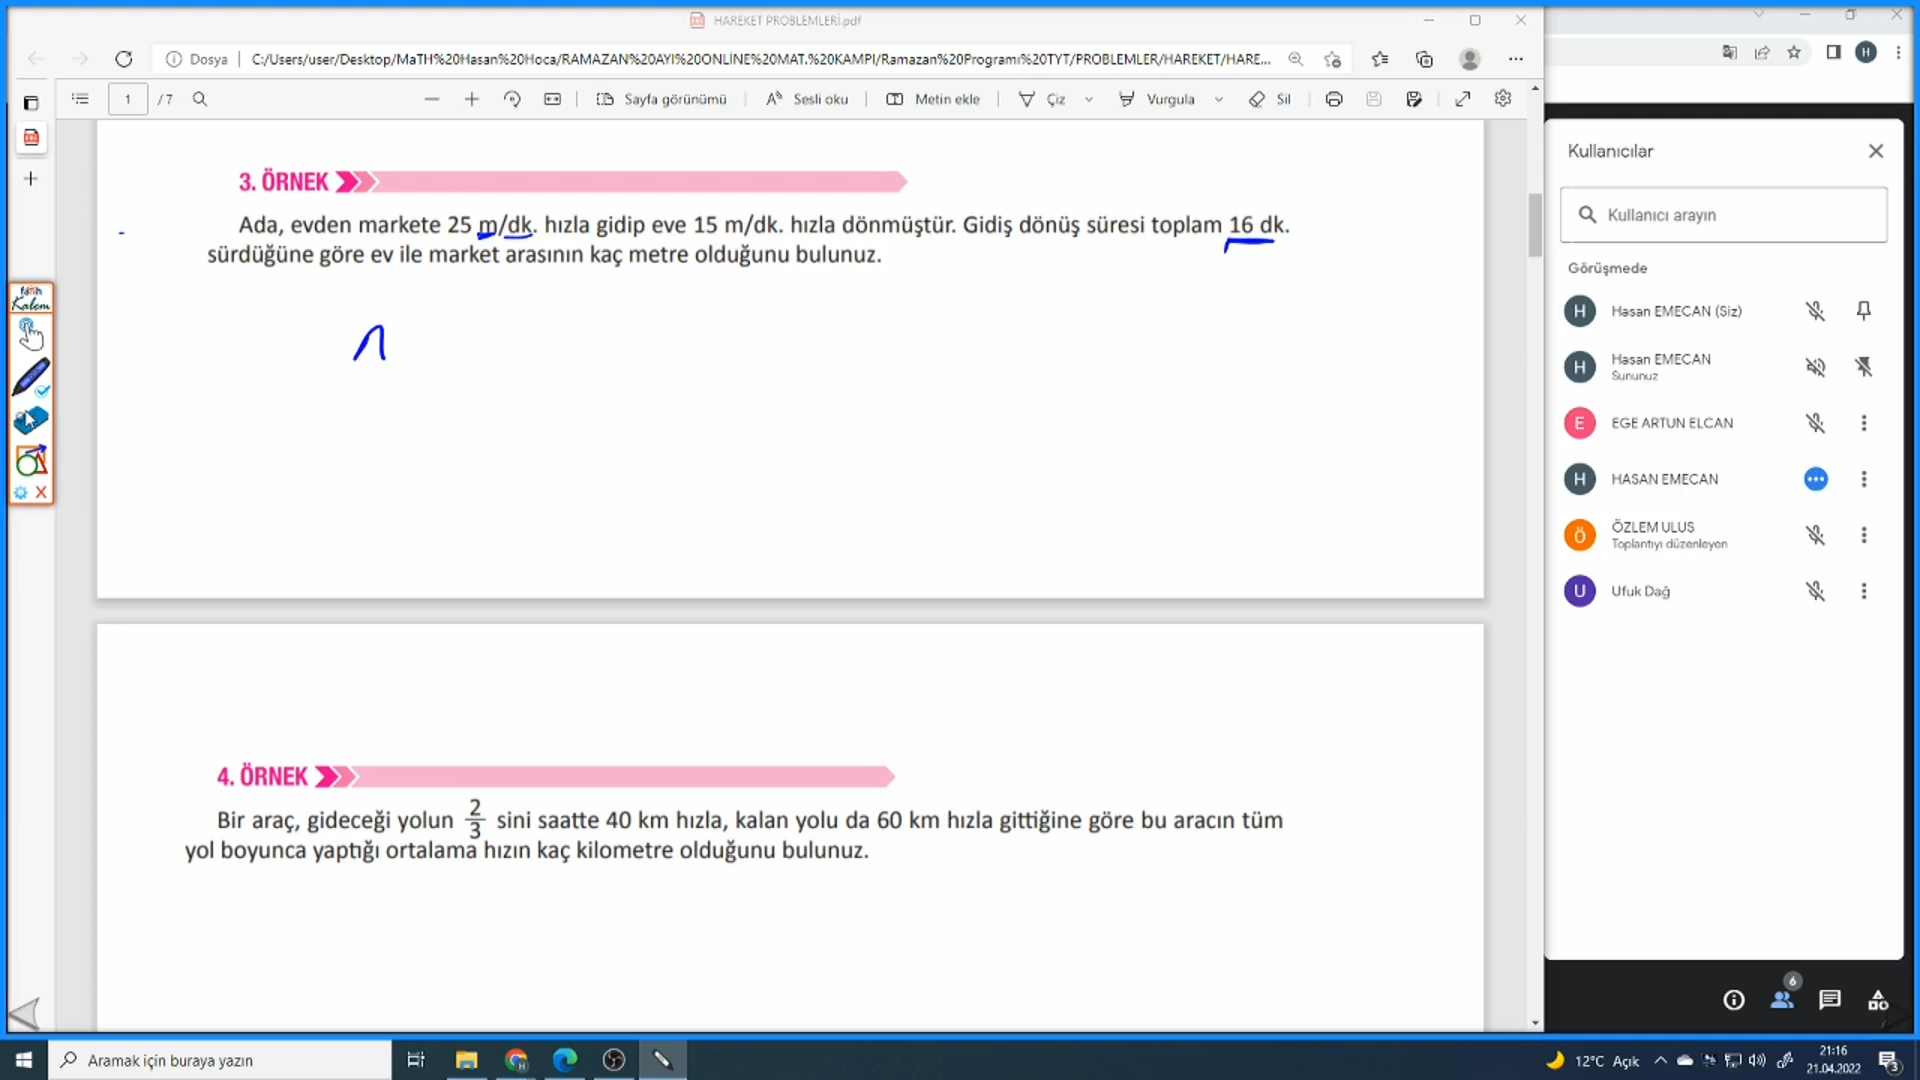 HAREKET PROBLEMLERİ.pdf
Dosya
C:/Users/user/Desktop/MaTH%20Hasan%20Hoca/RAMAZAN%20AYI%20ONLİNE%20MAT.%20KAMPI/Ramazan%20Programı%20TYT/PROBLEMLER/HAREKET/HARE...
1 /7
Sayfa görünümü
Sesli oku
Metin ekle
Çiz
Vurgula
Sil
3. ÖRNEK
Ada, evden markete 25 m/dk. hızla gidip eve 15 m/dk. hızla dönmüştür. Gidiş dönüş süresi toplam 16 dk.
sürdüğüne göre ev ile market arasının kaç metre olduğunu bulunuz.
fatih
Kalem
4. ÖRNEK
Bir araç, gideceği yolun 2/3 sini saatte 40 km hızla, kalan yolu da 60 km hızla gittiğine göre bu aracın tüm
yol boyunca yaptığı ortalama hızın kaç kilometre olduğunu bulunuz.
H
Kullanıcılar
Kullanıcı arayın
Görüşmede
H Hasan EMECAN (Siz)
H Hasan EMECAN
Sununuz
E EGE ARTUN ELCAN
H HASAN EMECAN
Ö ÖZLEM ULUS
Toplantıyı düzenleyen
U Ufuk Dağ
6
Aramak için buraya yazın
12°C Açık
21:16
21.04.2022
3